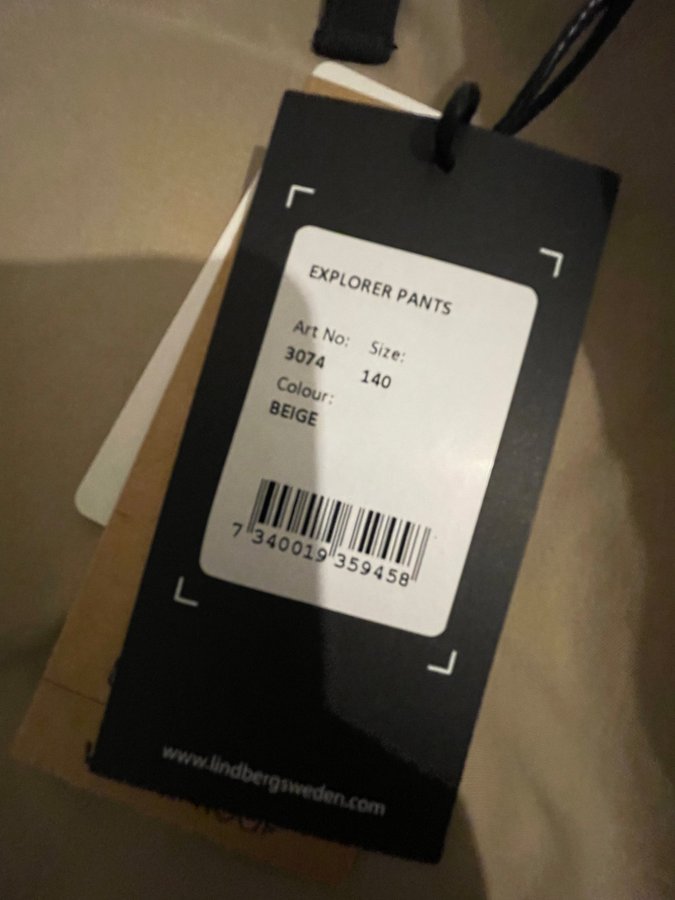 EXPLORER PANTS
Art No: Size:
3074 140
Colour:
BEIGE
7 340019 359458
www.lindbergsweden.com